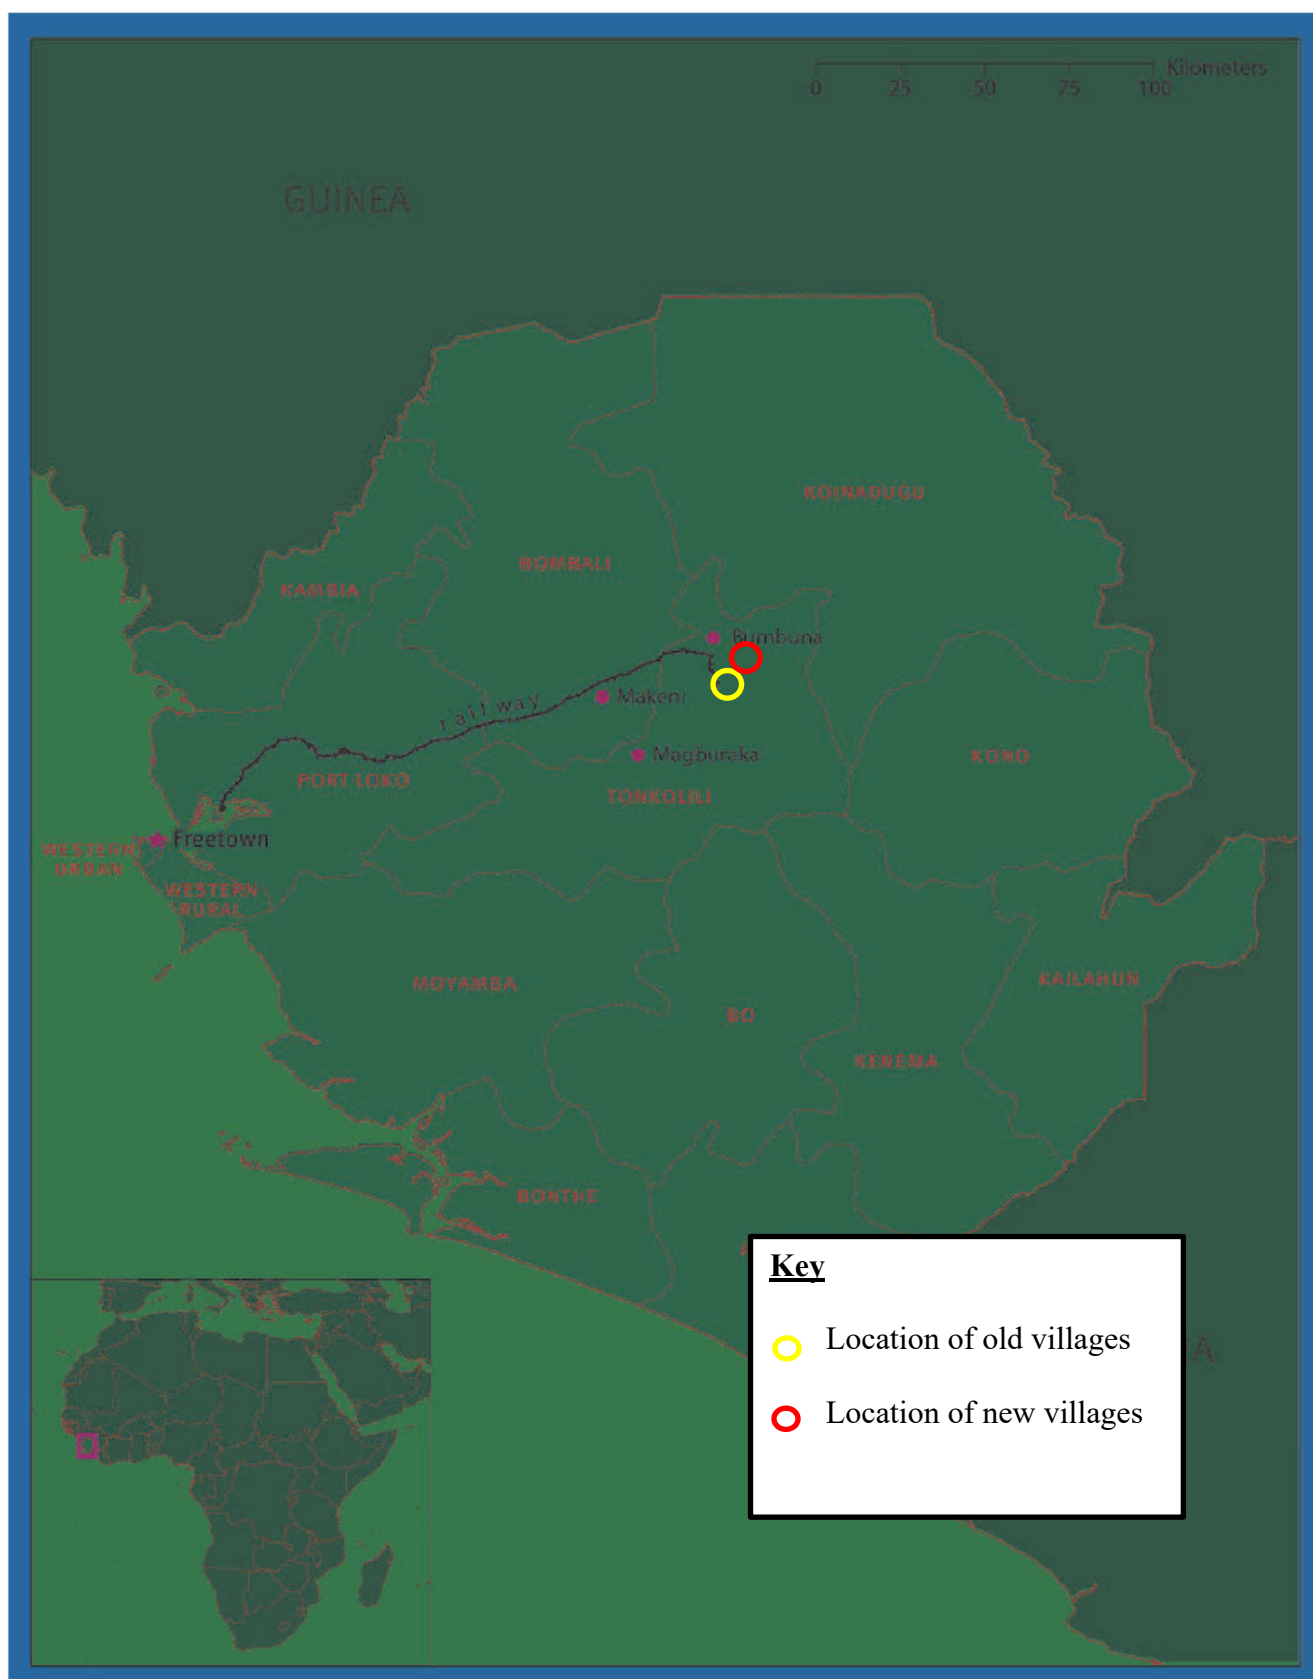 Kilometers
0 25 50 75 100
GUINEA
KOINADUGU
BOMBALI
KAMBIA
Bumbuna
railway
Makeni
Magburaka
KONO
PORT LOKO
TONKOLILI
Freetown
WESTERN
URBAN
WESTERN
RURAL
MOYAMBA
KAILAHUN
BO
KENEMA
BONTHE
Key
Location of old villages
Location of new villages